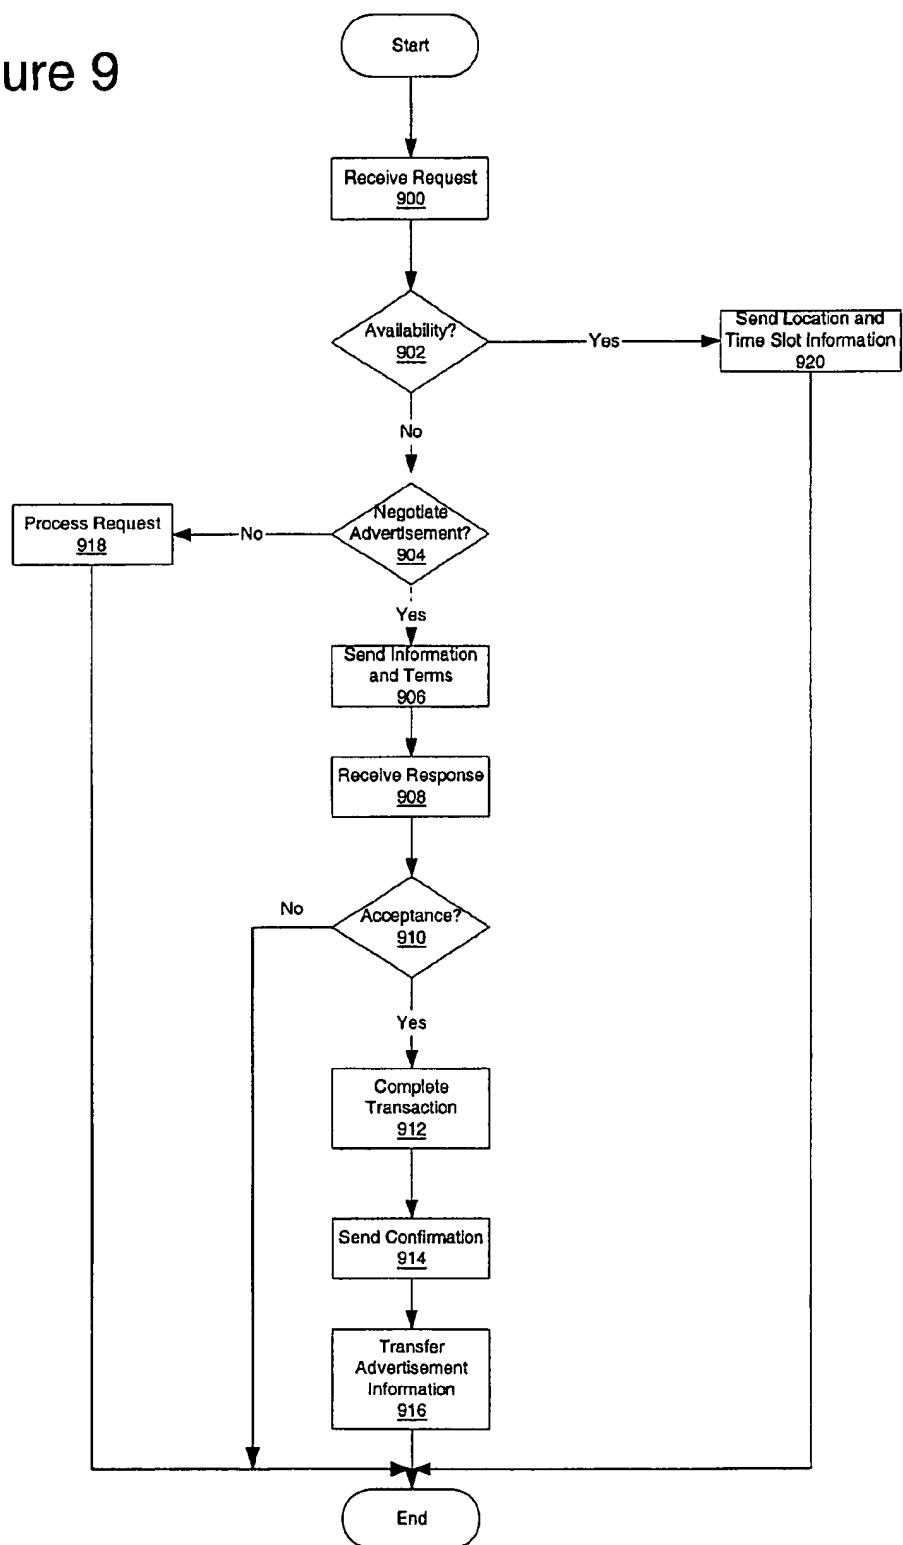 ure 9
Start
Receive Request
900
Availability?
902
Yes
Send Location and
Time Slot Information
920
No
Negotiate
Advertisement?
904
No
Process Request
918
Yes
Send Information
and Terms
906
Receive Response
908
Acceptance?
910
No
Yes
Complete
Transaction
912
Send Confirmation
914
Transfer
Advertisement
Information
916
End